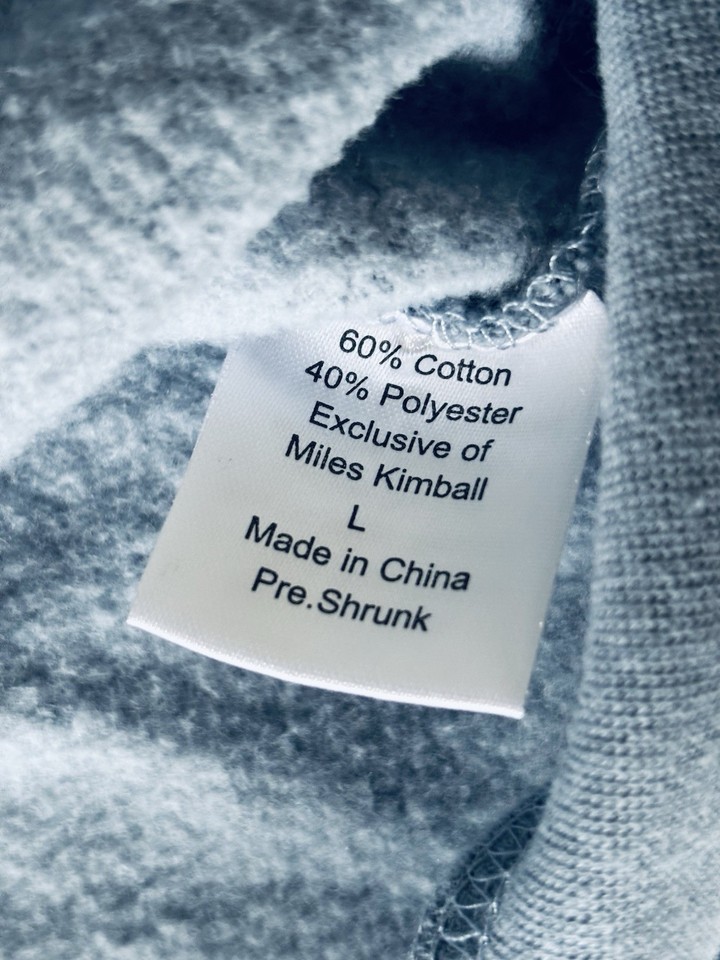 60% Cotton
40% Polyester
Exclusive of
Miles Kimball
L
Made in China
Pre.Shrunk